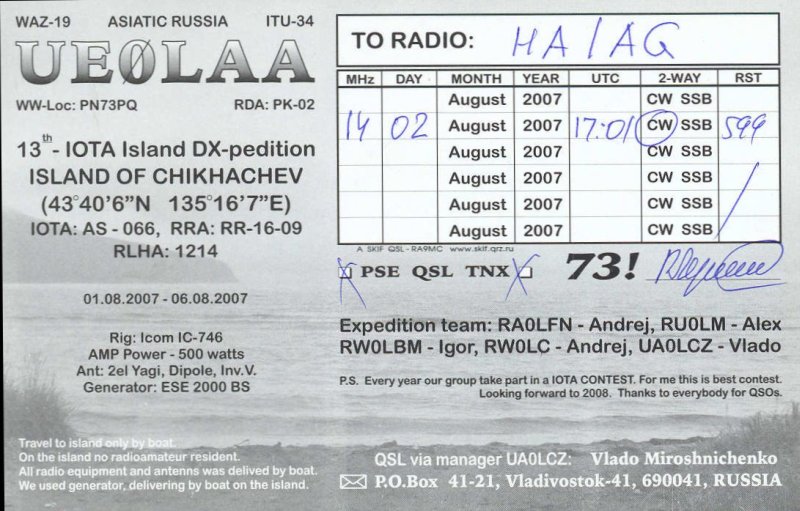 WAZ-19 ASIATIC RUSSIA ITU-34
UEØLAA
WW-Loc: PN73PQ RDA: PK-02
13th- IOTA Island DX-pedition
ISLAND OF CHIKHACHEV
(43°40'6"N 135°16'7"E)
IOTA: AS - 066, RRA: RR-16-09
RLHA: 1214
01.08.2007 - 06.08.2007
Rig: Icom IC-746
AMP Power - 500 watts
Ant: 2el Yagi, Dipole, Inv.V.
Generator: ESE 2000 BS
Travel to island only by boat.
On the island no radioamateur resident.
All radio equipment and antenns was delived by boat.
We used generator, delivering by boat on the island.
TO RADIO: HA1AG
MHz DAY MONTH YEAR UTC 2-WAY RST
August 2007 CW SSB
14 02 August 2007 17:01 CW SSB 599
August 2007 CW SSB
August 2007 CW SSB
August 2007 CW SSB
August 2007 CW SSB
A SKIF QSL - RA9MC www.skif.qrz.ru
PSE QSL TNX 73!
Expedition team: RA0LFN - Andrej, RU0LM - Alex
RW0LBM - Igor, RW0LC - Andrej, UA0LCZ - Vlado
P.S. Every year our group take part in a IOTA CONTEST. For me this is best contest.
Looking forward to 2008. Thanks to everybody for QSOs.
QSL via manager UA0LCZ: Vlado Miroshnichenko
P.O.Box 41-21, Vladivostok-41, 690041, RUSSIA